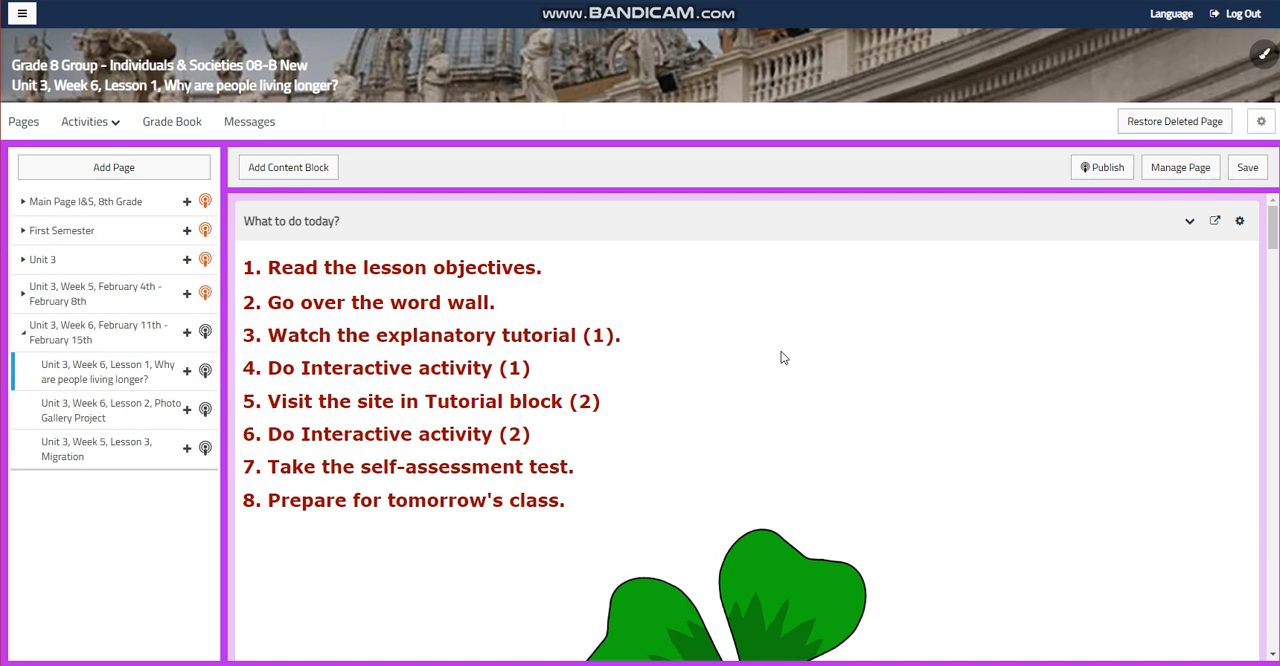 www.BANDICAM.com
Language
Log Out
Grade 8 Group - Individuals & Societies 08-B New
Unit 3, Week 6, Lesson 1, Why are people living longer?
Pages
Activities
Grade Book
Messages
Restore Deleted Page
Add Page
Main Page I&S, 8th Grade
First Semester
Unit 3
Unit 3, Week 5, February 4th -
February 8th
Unit 3, Week 6, February 11th -
February 15th
Unit 3, Week 6, Lesson 1, Why
are people living longer?
Unit 3, Week 6, Lesson 2, Photo
Gallery Project
Unit 3, Week 5, Lesson 3,
Migration
Add Content Block
Publish
Manage Page
Save
What to do today?
1. Read the lesson objectives.
2. Go over the word wall.
3. Watch the explanatory tutorial (1).
4. Do Interactive activity (1)
5. Visit the site in Tutorial block (2)
6. Do Interactive activity (2)
7. Take the self-assessment test.
8. Prepare for tomorrow's class.